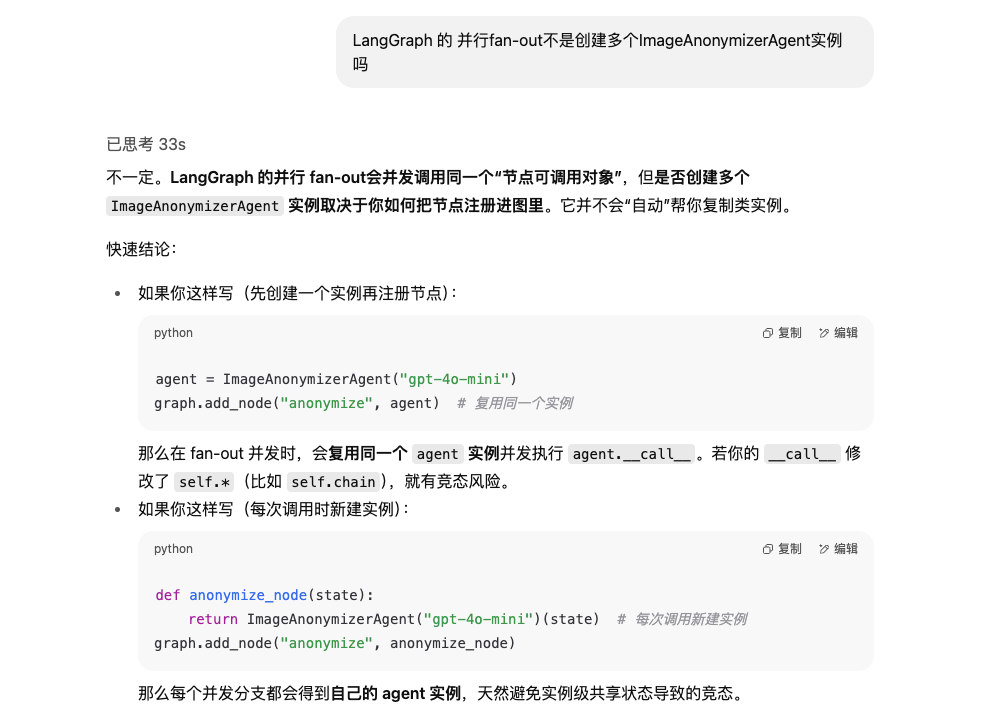 LangGraph 的 并行fan-out不是创建多个ImageAnonymizerAgent实例
吗
已思考 33s
不一定。LangGraph 的并行 fan-out会并发调用同一个“节点可调用对象”，但是否创建多个
ImageAnonymizerAgent 实例取决于你如何把节点注册进图里。它并不会“自动”帮你复制类实例。
快速结论：
• 如果你这样写（先创建一个实例再注册节点）：
python 复制 编辑
agent = ImageAnonymizerAgent("gpt-4o-mini")
graph.add_node("anonymize", agent)  # 复用同一个实例
那么在 fan-out 并发时，会复用同一个 agent 实例并发执行 agent.__call__。若你的 __call__ 修
改了 self.*（比如 self.chain），就有竞态风险。
• 如果你这样写（每次调用时新建实例）：
python 复制 编辑
def anonymize_node(state):
    return ImageAnonymizerAgent("gpt-4o-mini")(state)  # 每次调用新建实例
graph.add_node("anonymize", anonymize_node)
那么每个并发分支都会得到自己的 agent 实例，天然避免实例级共享状态导致的竞态。